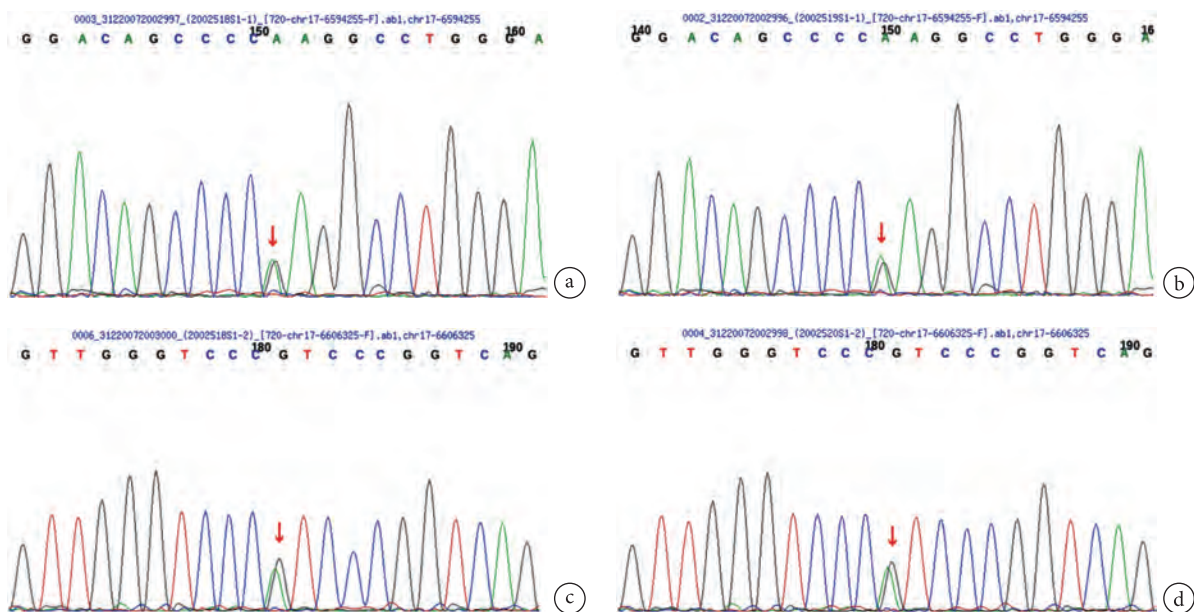 0003_31220072002997_(2002518S1-1)_[720-chr17-6594255-F].ab1,chr17-6594255
150 160
G G A C A G C C C C A A G G C C T G G G A
a
0002_31220072002996_(2002519S1-1)_[720-chr17-6594255-F].ab1,chr17-6594255
140 150 16
G G A C A G C C C C A A G G C C T G G G A
b
0006_31220072003000_(2002518S1-2)_[720-chr17-6606325-F].ab1,chr17-6606325
180 190
G T T G G G T C C C G T C C C G G T C A G
c
0004_31220072002998_(2002520S1-2)_[720-chr17-6606325-F].ab1,chr17-6606325
180 190
G T T G G G T C C C G T C C C G G T C A G
d